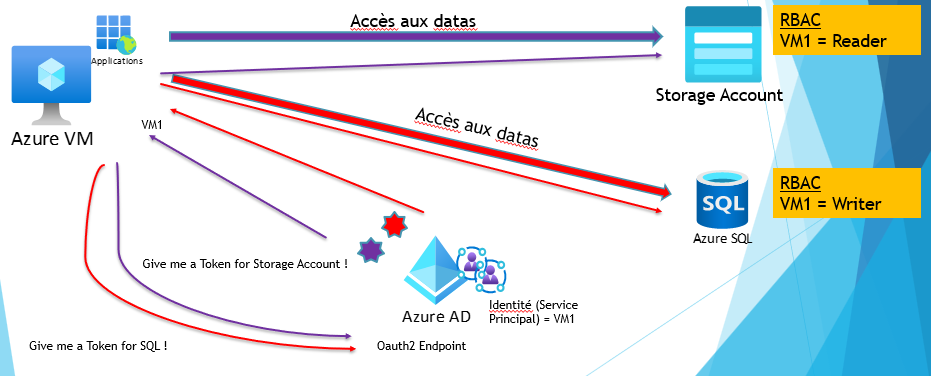 Accès aux datas
RBAC
VM1 = Reader
Applications
Storage Account
Azure VM
VM1
Accès aux datas
RBAC
VM1 = Writer
SQL
Azure SQL
Give me a Token for Storage Account !
Identité (Service
Principal) = VM1
Azure AD
Give me a Token for SQL !
Oauth2 Endpoint